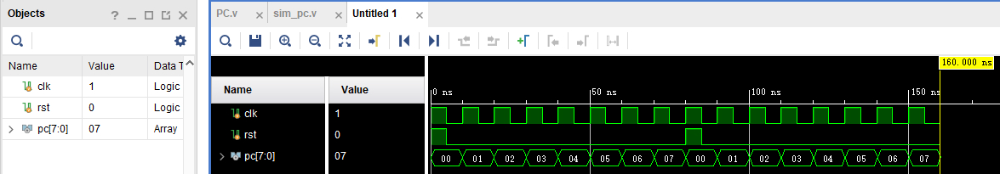 Objects
Name Value Data T
clk 1 Logic
rst 0 Logic
pc[7:0] 07 Array
PC.v sim_pc.v Untitled 1
160.000 ns
Name Value
0 ns 50 ns 100 ns 150 ns
clk 1
rst 0
pc[7:0] 07 00 01 02 03 04 05 06 07 00 01 02 03 04 05 06 07